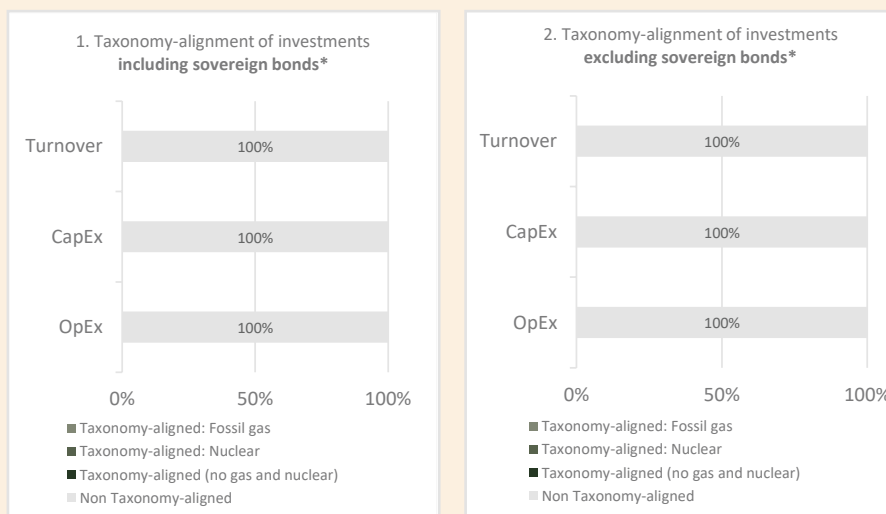 1. Taxonomy-alignment of investments
including sovereign bonds*
Turnover
100%
CapEx
100%
OpEx
100%
0%
50%
100%
Taxonomy-aligned: Fossil gas
Taxonomy-aligned: Nuclear
Taxonomy-aligned (no gas and nuclear)
Non Taxonomy-aligned
2. Taxonomy-alignment of investments
excluding sovereign bonds*
Turnover
100%
CapEx
100%
OpEx
100%
0%
50%
100%
Taxonomy-aligned: Fossil gas
Taxonomy-aligned: Nuclear
Taxonomy-aligned (no gas and nuclear)
Non Taxonomy-aligned